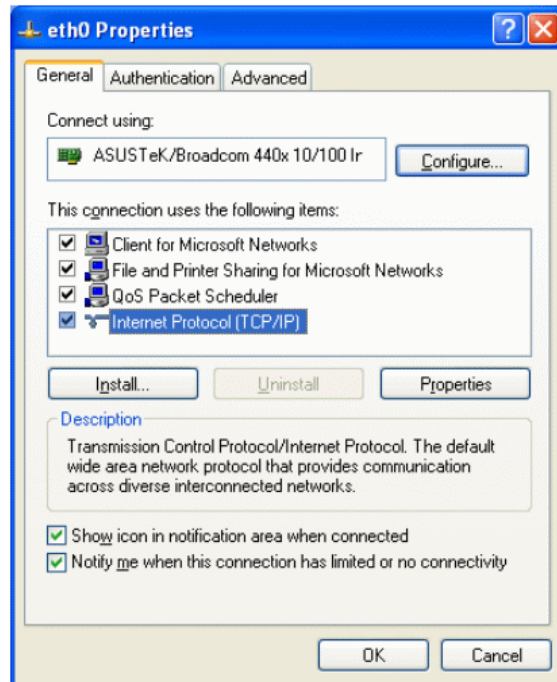 eth0 Properties
General Authentication Advanced
Connect using:
ASUSTeK/Broadcom 440x 10/100 Ir
Configure...
This connection uses the following items:
Client for Microsoft Networks
File and Printer Sharing for Microsoft Networks
QoS Packet Scheduler
Internet Protocol (TCP/IP)
Install... Uninstall Properties
Description
Transmission Control Protocol/Internet Protocol. The default
wide area network protocol that provides communication
across diverse interconnected networks.
Show icon in notification area when connected
Notify me when this connection has limited or no connectivity
OK Cancel